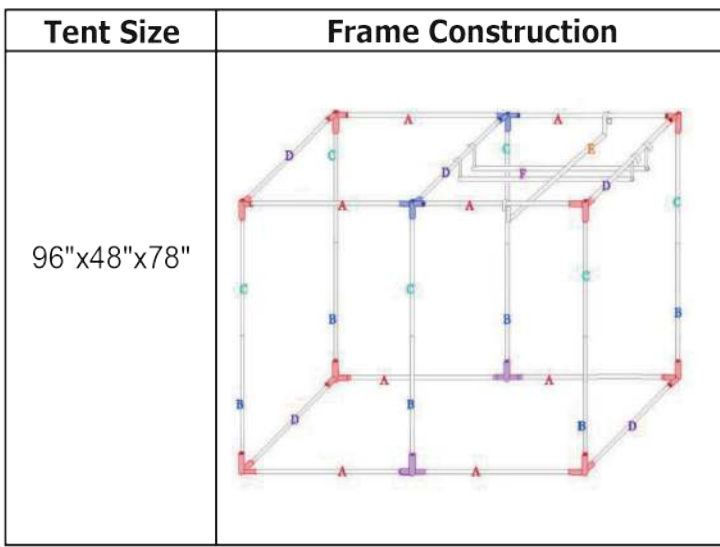 Tent Size Frame Construction
A A
D C C E
D F
D
A A C
C C C
96"x48"x78"
B B B
A A
B B D B D
A A